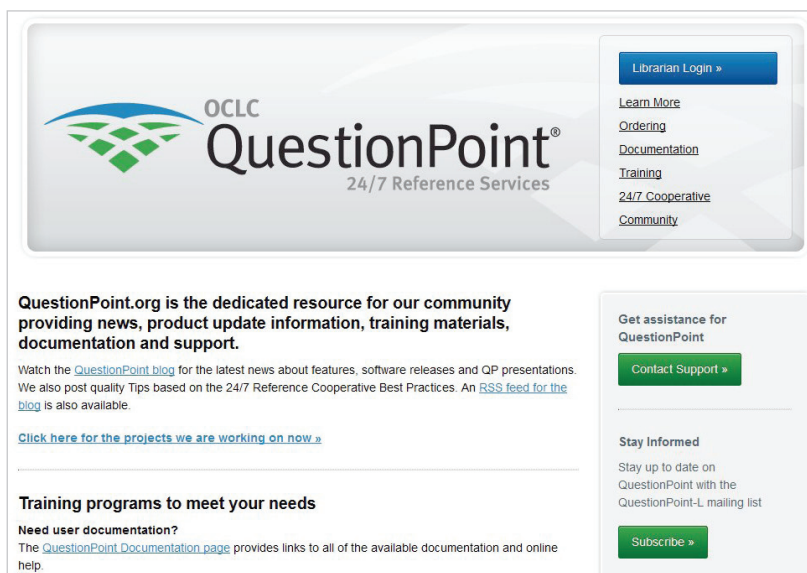 OCLC
QuestionPoint®
24/7 Reference Services
Librarian Login »
Learn More
Ordering
Documentation
Training
24/7 Cooperative
Community
QuestionPoint.org is the dedicated resource for our community
providing news, product update information, training materials,
documentation and support.
Watch the QuestionPoint blog for the latest news about features, software releases and QP presentations.
We also post quality Tips based on the 24/7 Reference Cooperative Best Practices. An RSS feed for the
blog is also available.
Click here for the projects we are working on now »
Training programs to meet your needs
Need user documentation?
The QuestionPoint Documentation page provides links to all of the available documentation and online
help.
Get assistance for
QuestionPoint
Contact Support »
Stay Informed
Stay up to date on
QuestionPoint with the
QuestionPoint-L mailing list
Subscribe »